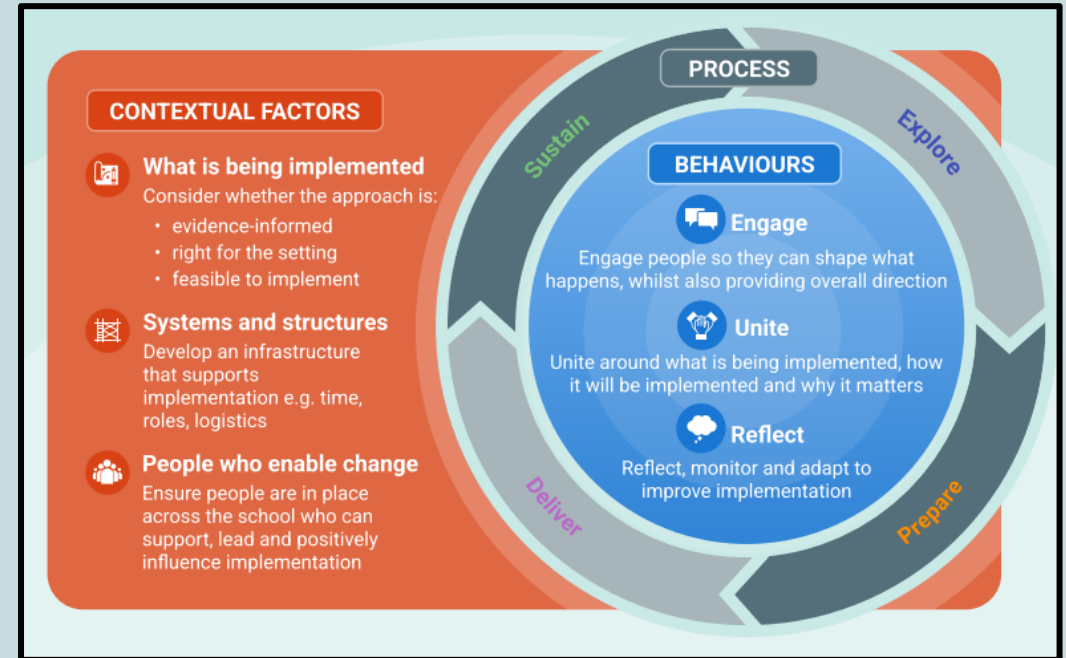 CONTEXTUAL FACTORS
What is being implemented
Consider whether the approach is:
• evidence-informed
• right for the setting
• feasible to implement
Systems and structures
Develop an infrastructure
that supports
implementation e.g. time,
roles, logistics
People who enable change
Ensure people are in place
across the school who can
support, lead and positively
influence implementation
PROCESS
Explore
Prepare
Deliver
Sustain
BEHAVIOURS
Engage
Engage people so they can shape what
happens, whilst also providing overall direction
Unite
Unite around what is being implemented, how
it will be implemented and why it matters
Reflect
Reflect, monitor and adapt to
improve implementation